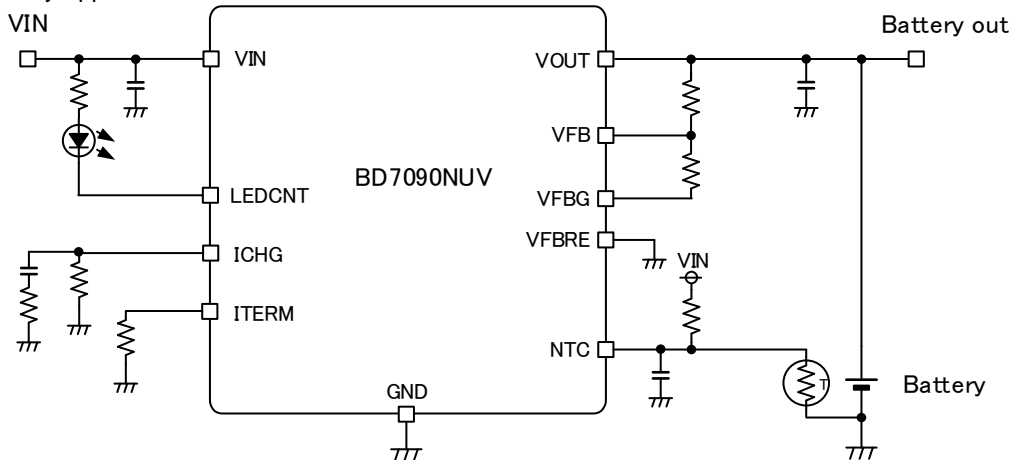 VIN
Battery out
VIN
VOUT
VFB
BD7090NUV
LEDCNT
VFBG
VFBRE
ICHG
VIN
ITERM
NTC
T
GND
Battery